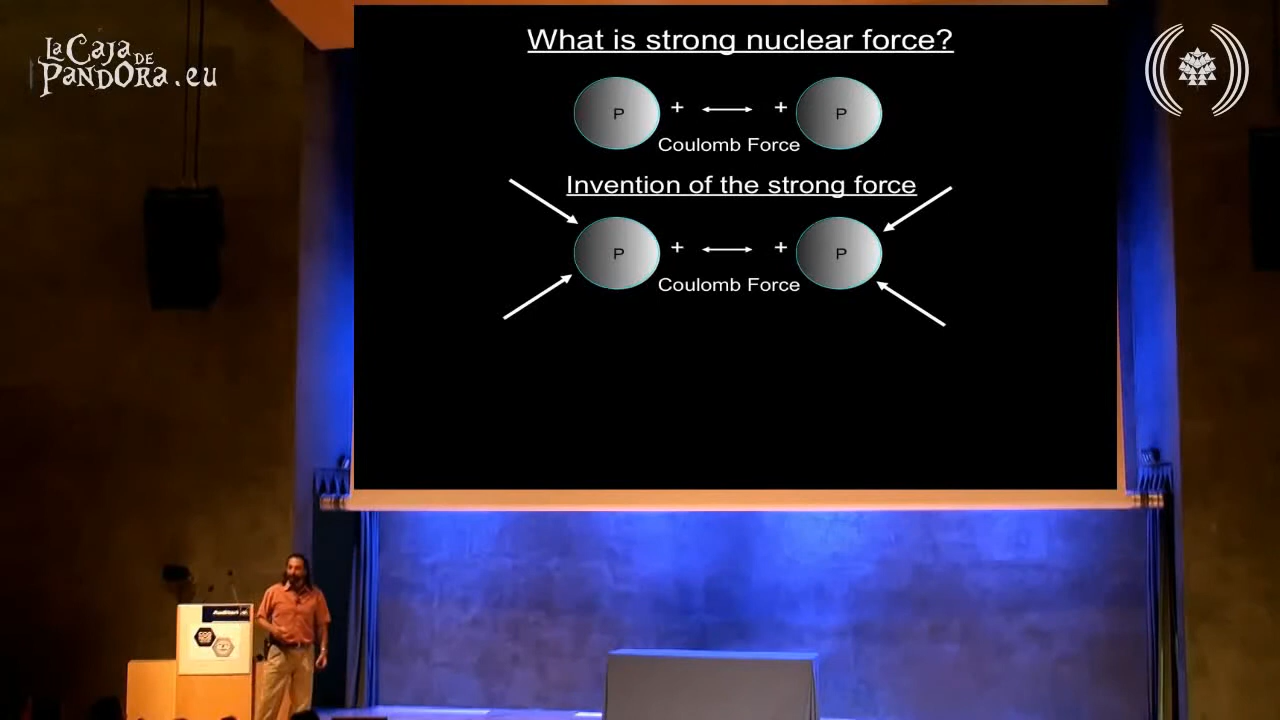 La Caja
de
Pandora.eu
What is strong nuclear force?
P + + P
Coulomb Force
Invention of the strong force
P + + P
Coulomb Force